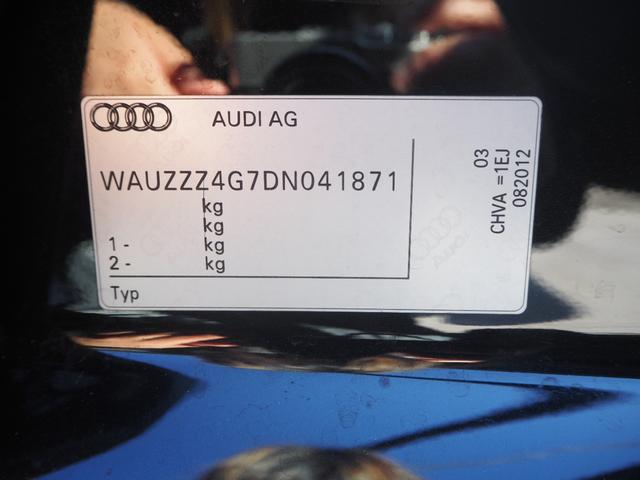 AUDI AG
WAUZZZ4G7DN041871
kg
kg
1 - kg
2 - kg
Typ
03
CHVA =1EJ
082012